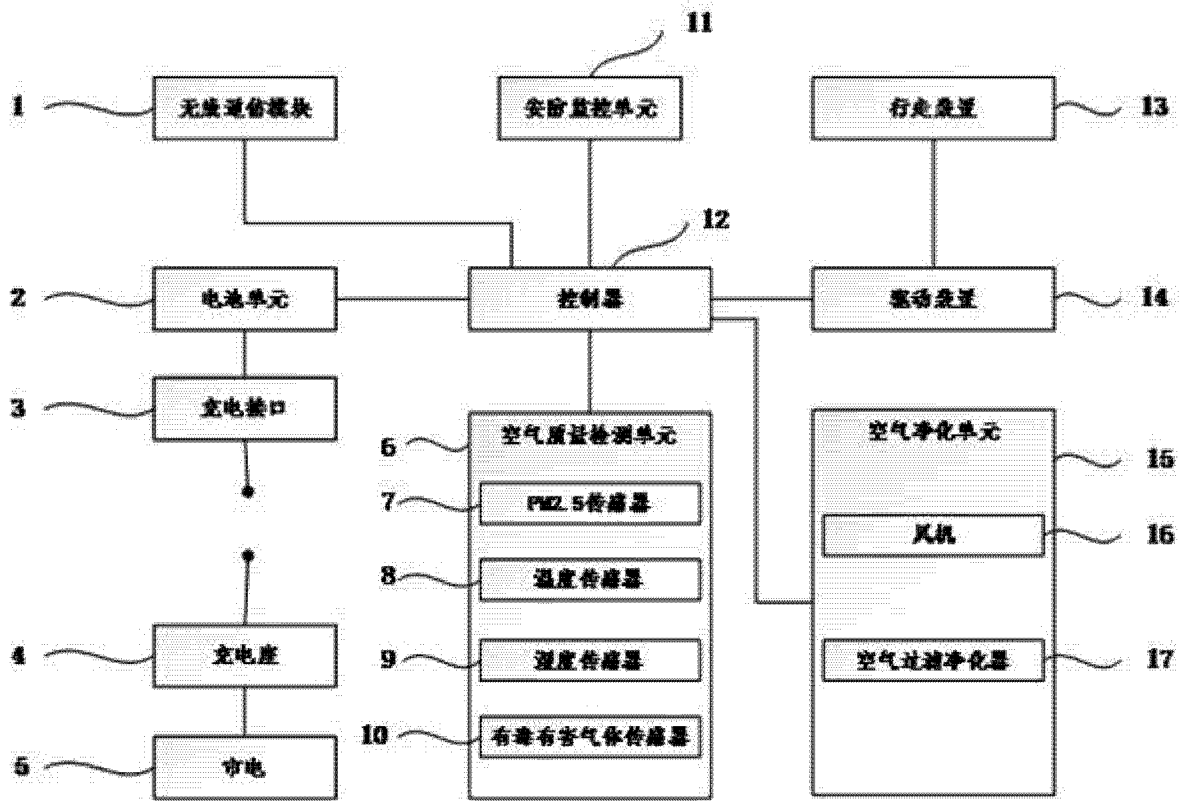 11
1 无线通信模块
安防监控单元
行走装置 13
12
2 电池单元
控制器
驱动装置 14
3 充电接口
6 空气质量检测单元
空气净化单元 15
7 PM2.5传感器
风机 16
8 温度传感器
4 充电座
9 湿度传感器
空气过滤净化器 17
10 有毒有害气体传感器
5 市电